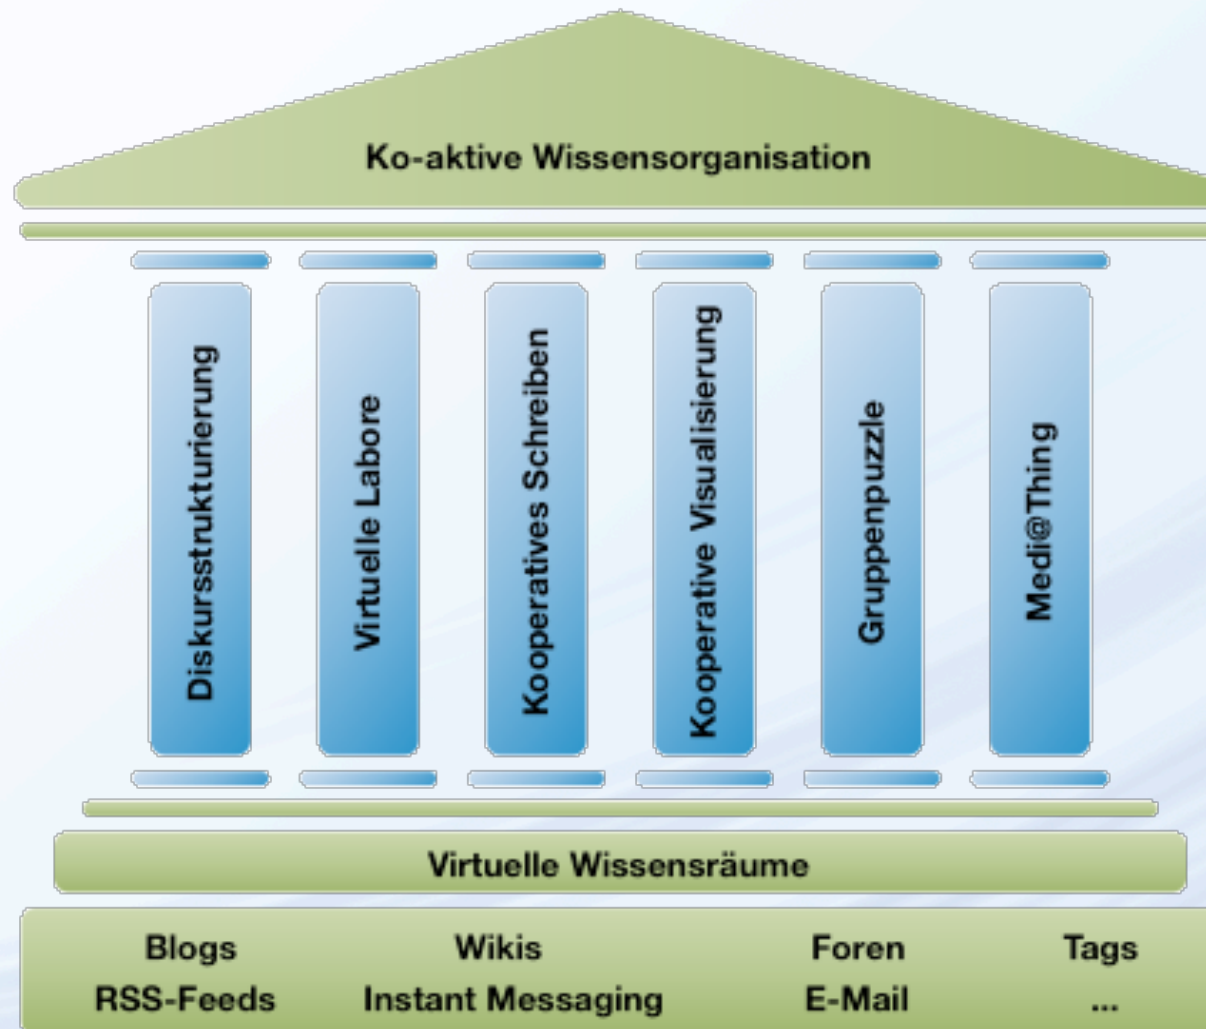 Ko-aktive Wissensorganisation
Diskursstrukturierung
Virtuelle Labore
Kooperatives Schreiben
Kooperative Visualisierung
Gruppenpuzzle
Medi@Thing
Virtuelle Wissensräume
Blogs Wikis Foren Tags
RSS-Feeds Instant Messaging E-Mail ...